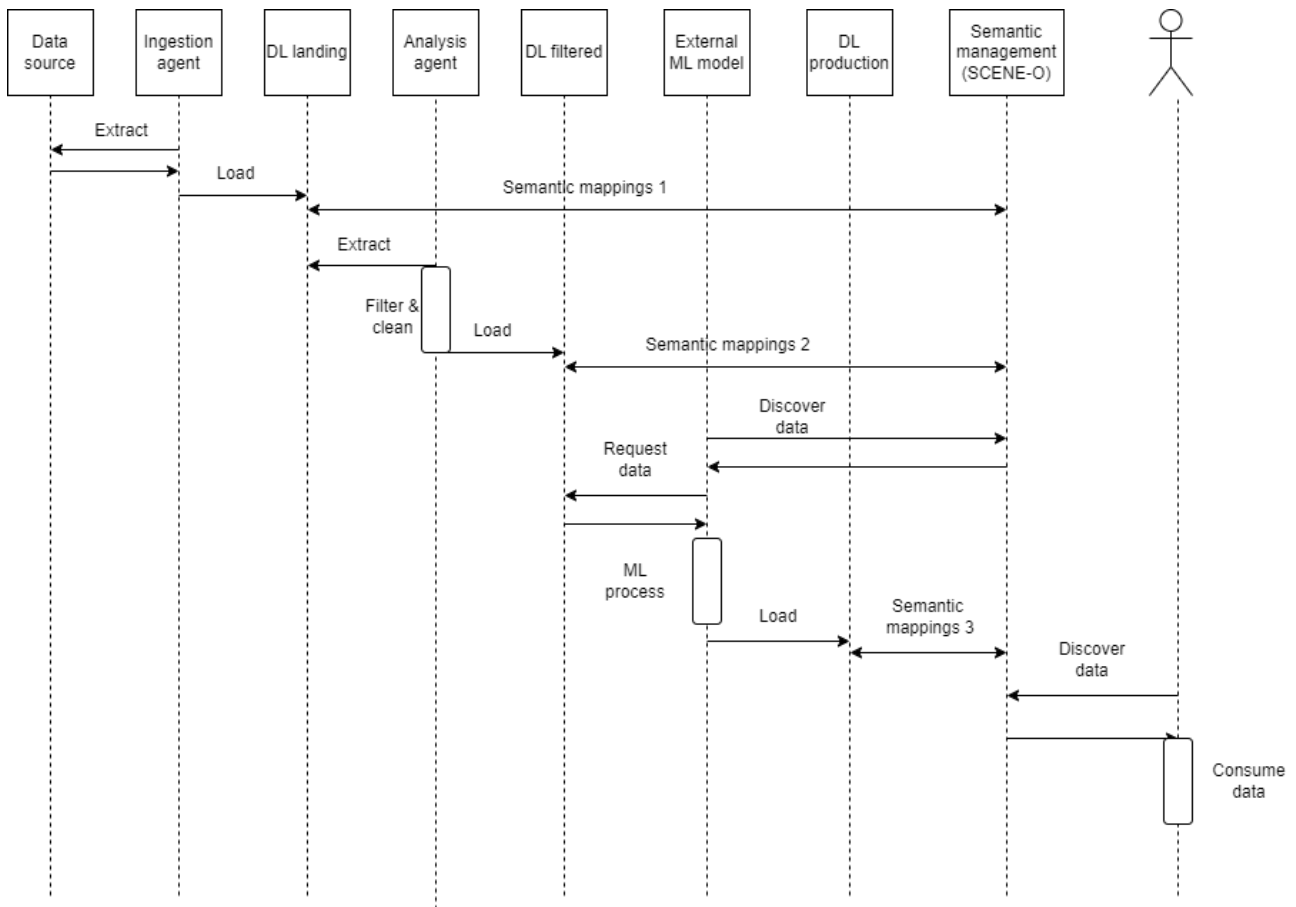 Data
source
Ingestion
agent
DL landing
Analysis
agent
DL filtered
External
ML model
DL
production
Semantic
management
(SCENE-O)
Extract
Load
Semantic mappings 1
Extract
Filter &
clean
Load
Semantic mappings 2
Discover
data
Request
data
ML
process
Load
Semantic
mappings 3
Discover
data
Consume
data